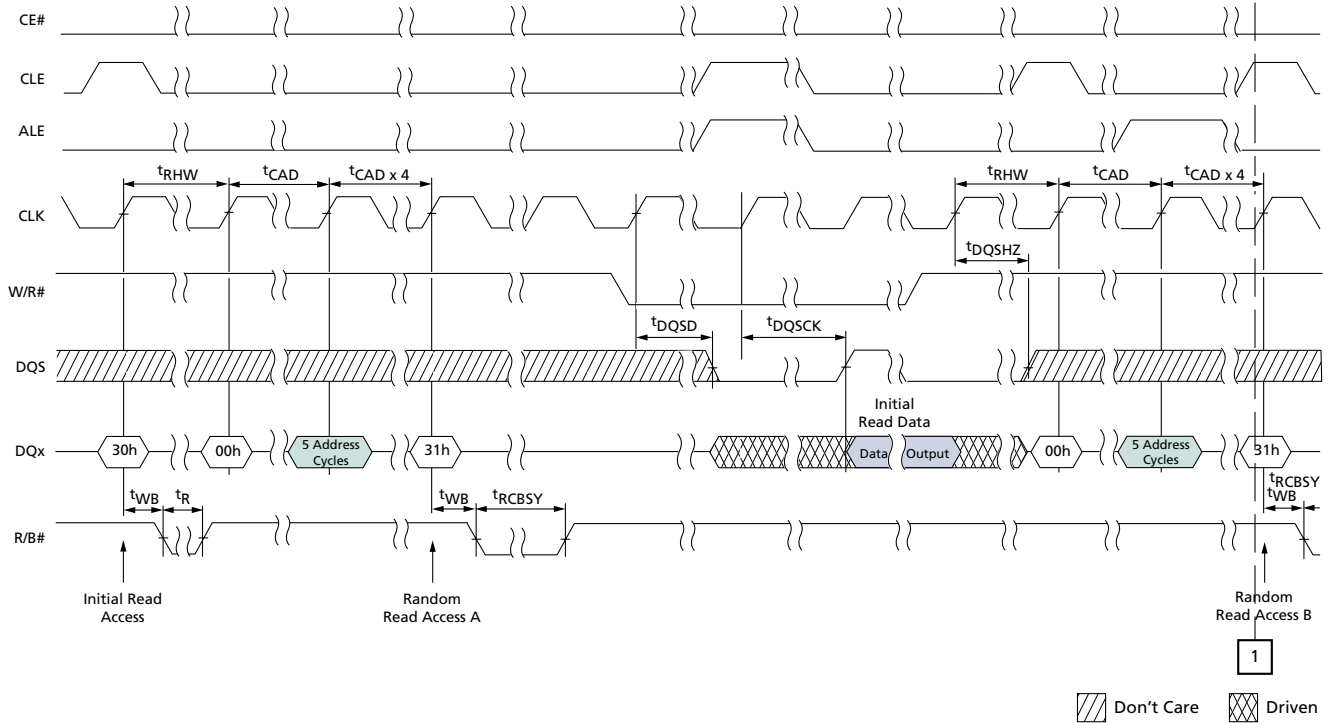 CE#
CLE
ALE
tRHW tCAD tCAD x 4 tRHW tCAD tCAD x 4
CLK
tDQSHZ
W/R#
tDQSD tDQSCK
DQS
Initial
Read Data
DQx 30h 00h 5 Address Cycles 31h Data Output 00h 5 Address Cycles 31h
tWB tR tWB tRCBSY tRCBSY
tWB
R/B#
Initial Read
Access
Random
Read Access A
Random
Read Access B
1
Don't Care Driven